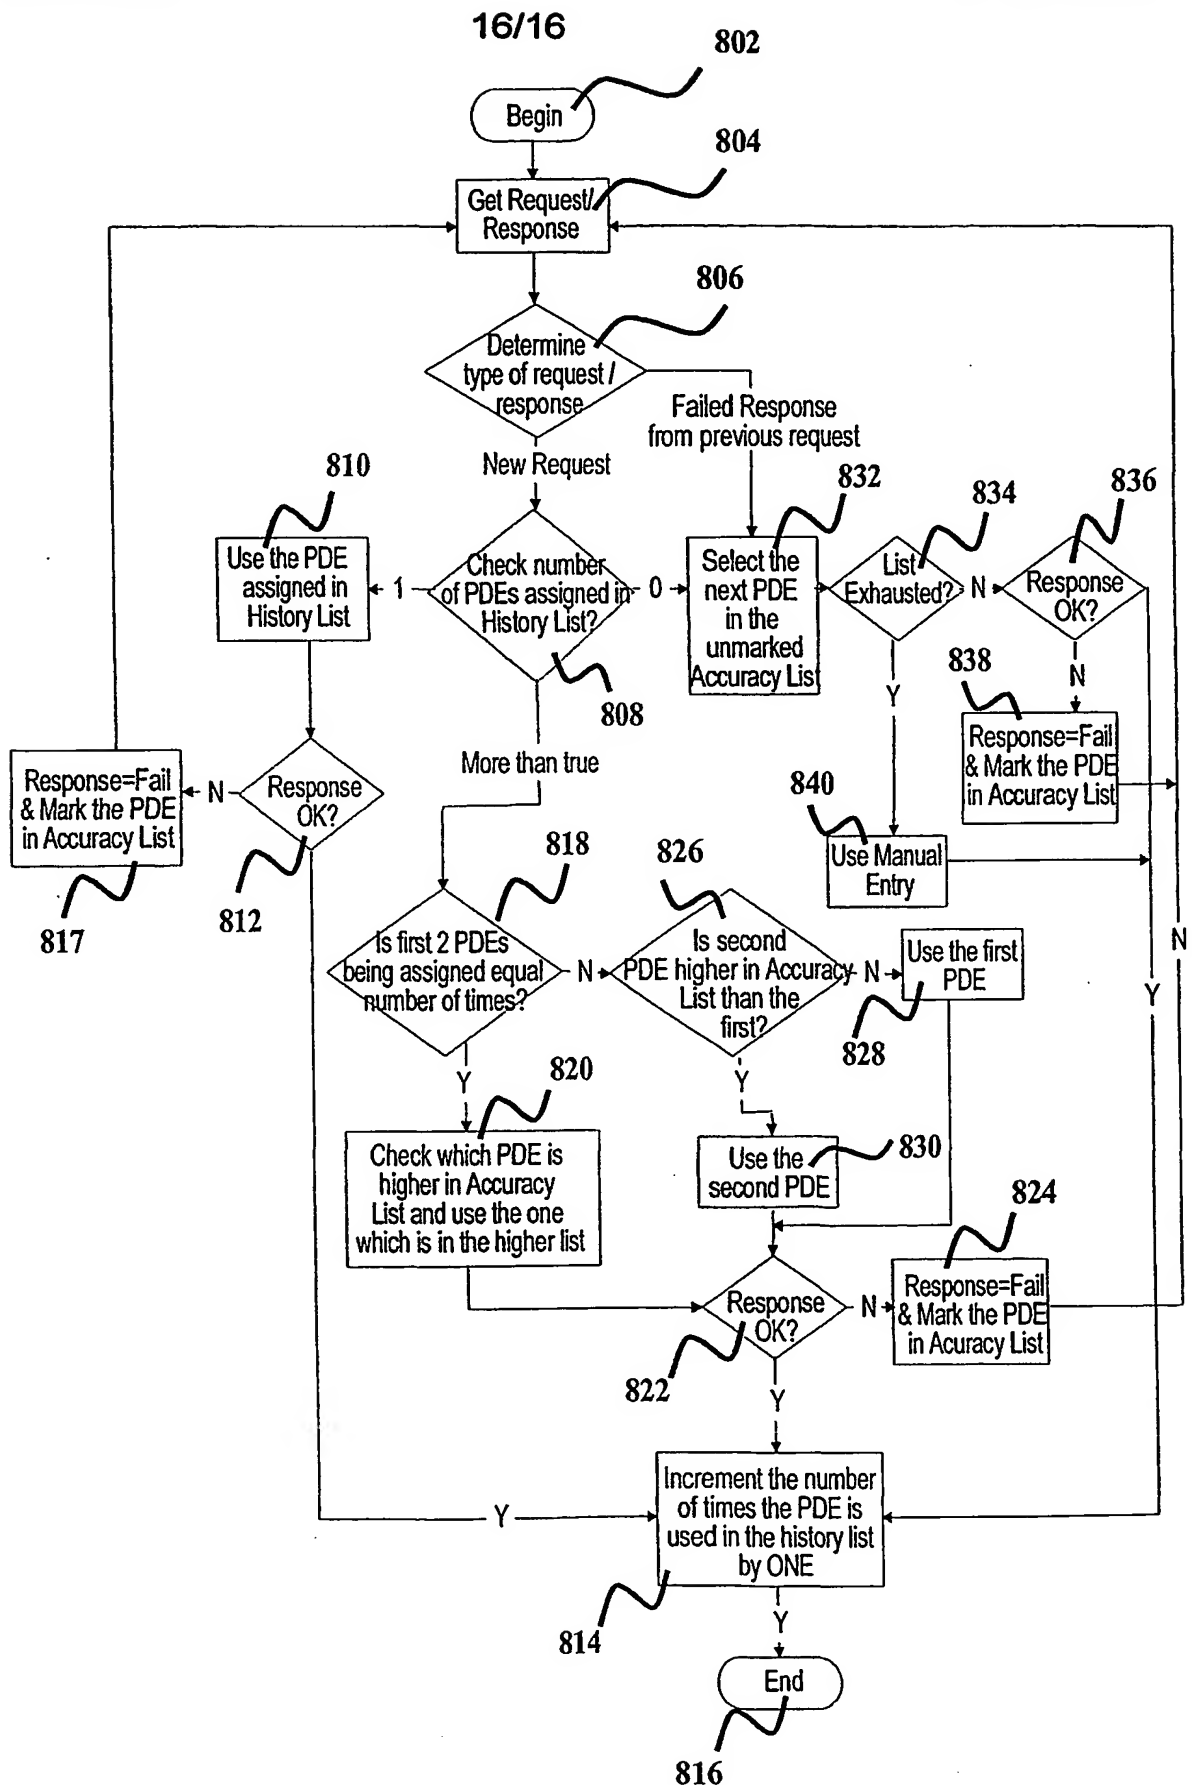 16/16
802
Begin
804
Get Request/
Response
806
Determine
type of request /
response
Failed Response
from previous request
New Request
810
832
834
836
Use the PDE
assigned in
History List
1
Check number
of PDEs assigned in
History List?
0
Select the
next PDE
in the
unmarked
Accuracy List
List
Exhausted?
N
Response
OK?
808
Y
N
838
More than true
Response=Fail
& Mark the PDE
in Accuracy List
Response=Fail
& Mark the PDE
in Accuracy List
N
Response
OK?
840
Use Manual
Entry
817
812
818
826
Is first 2 PDEs
being assigned equal
number of times?
N
Is second
PDE higher in Accuracy
List than the
first?
N
Use the first
PDE
828
N
Y
Y
820
Y
Check which PDE is
higher in Accuracy
List and use the one
which is in the higher list
Use the
second PDE
830
824
Response
OK?
N
Response=Fail
& Mark the PDE
in Acuracy List
822
Y
Y
Increment the number
of times the PDE is
used in the history list
by ONE
814
Y
End
816